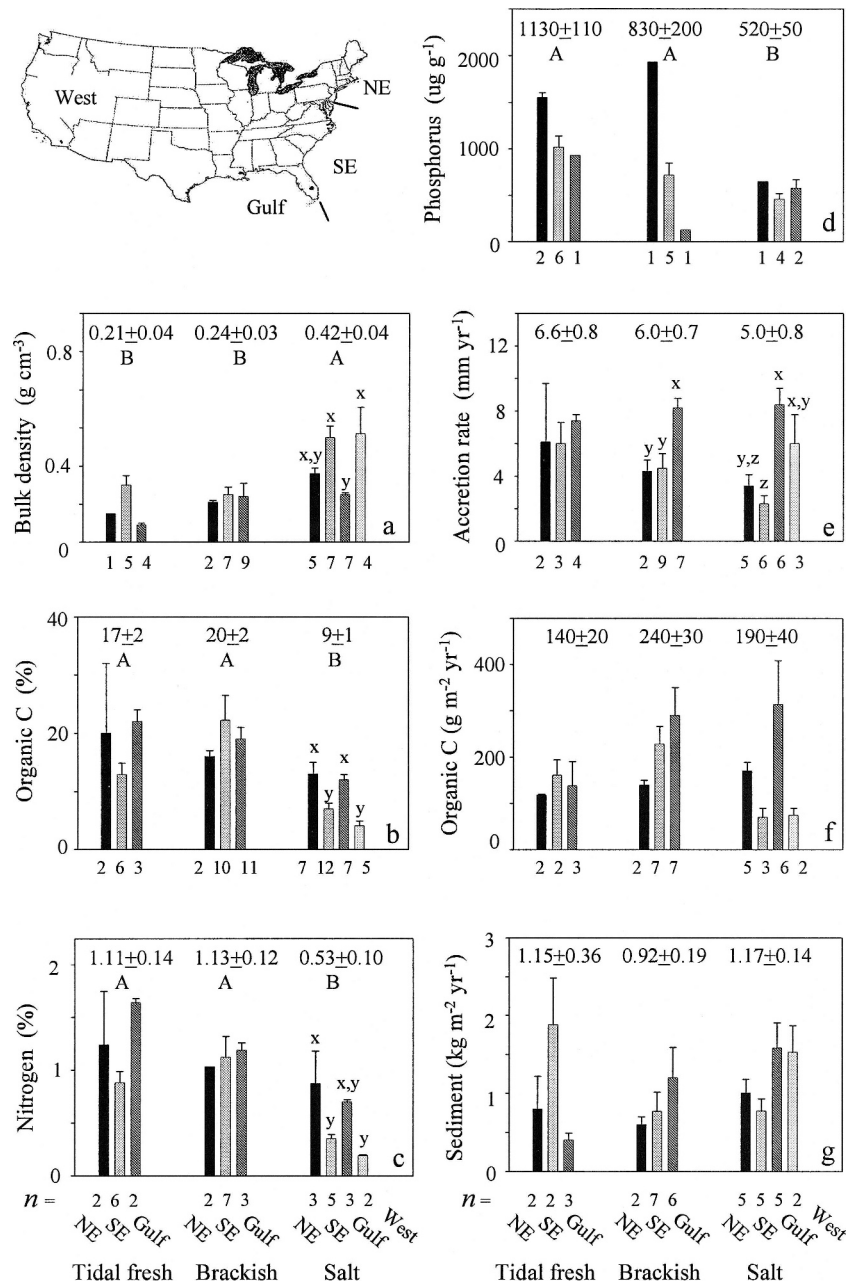 West
NE
SE
Gulf
Phosphorus (ug g-1)
2000
1000
0
1130±110 830±200 520±50
A A B
d
2 6 1 1 5 1 1 4 2
Bulk density (g cm-3)
0.8
0.4
0
0.21±0.04 0.24±0.03 0.42±0.04
B B A
x,y x y x
a
1 5 4 2 7 9 5 7 7 4
Accretion rate (mm yr-1)
12
8
4
0
6.6±0.8 6.0±0.7 5.0±0.8
y y x y,z z x x,y
e
2 3 4 2 9 7 5 6 6 3
Organic C (%)
40
20
0
17±2 20±2 9±1
A A B
x y x y
b
2 6 3 2 10 11 7 12 7 5
Organic C (g m-2 yr-1)
400
200
0
140±20 240±30 190±40
f
2 2 3 2 7 7 5 3 6 2
Nitrogen (%)
2
1
0
1.11±0.14 1.13±0.12 0.53±0.10
A A B
x y x,y y
c
n = 2 6 2 2 7 3 3 5 3 2
NE SE Gulf NE SE Gulf NE SE Gulf West
Tidal fresh Brackish Salt
Sediment (kg m-2 yr-1)
3
2
1
0
1.15±0.36 0.92±0.19 1.17±0.14
g
n = 2 2 3 2 7 6 5 5 5 2
NE SE Gulf NE SE Gulf NE SE Gulf West
Tidal fresh Brackish Salt